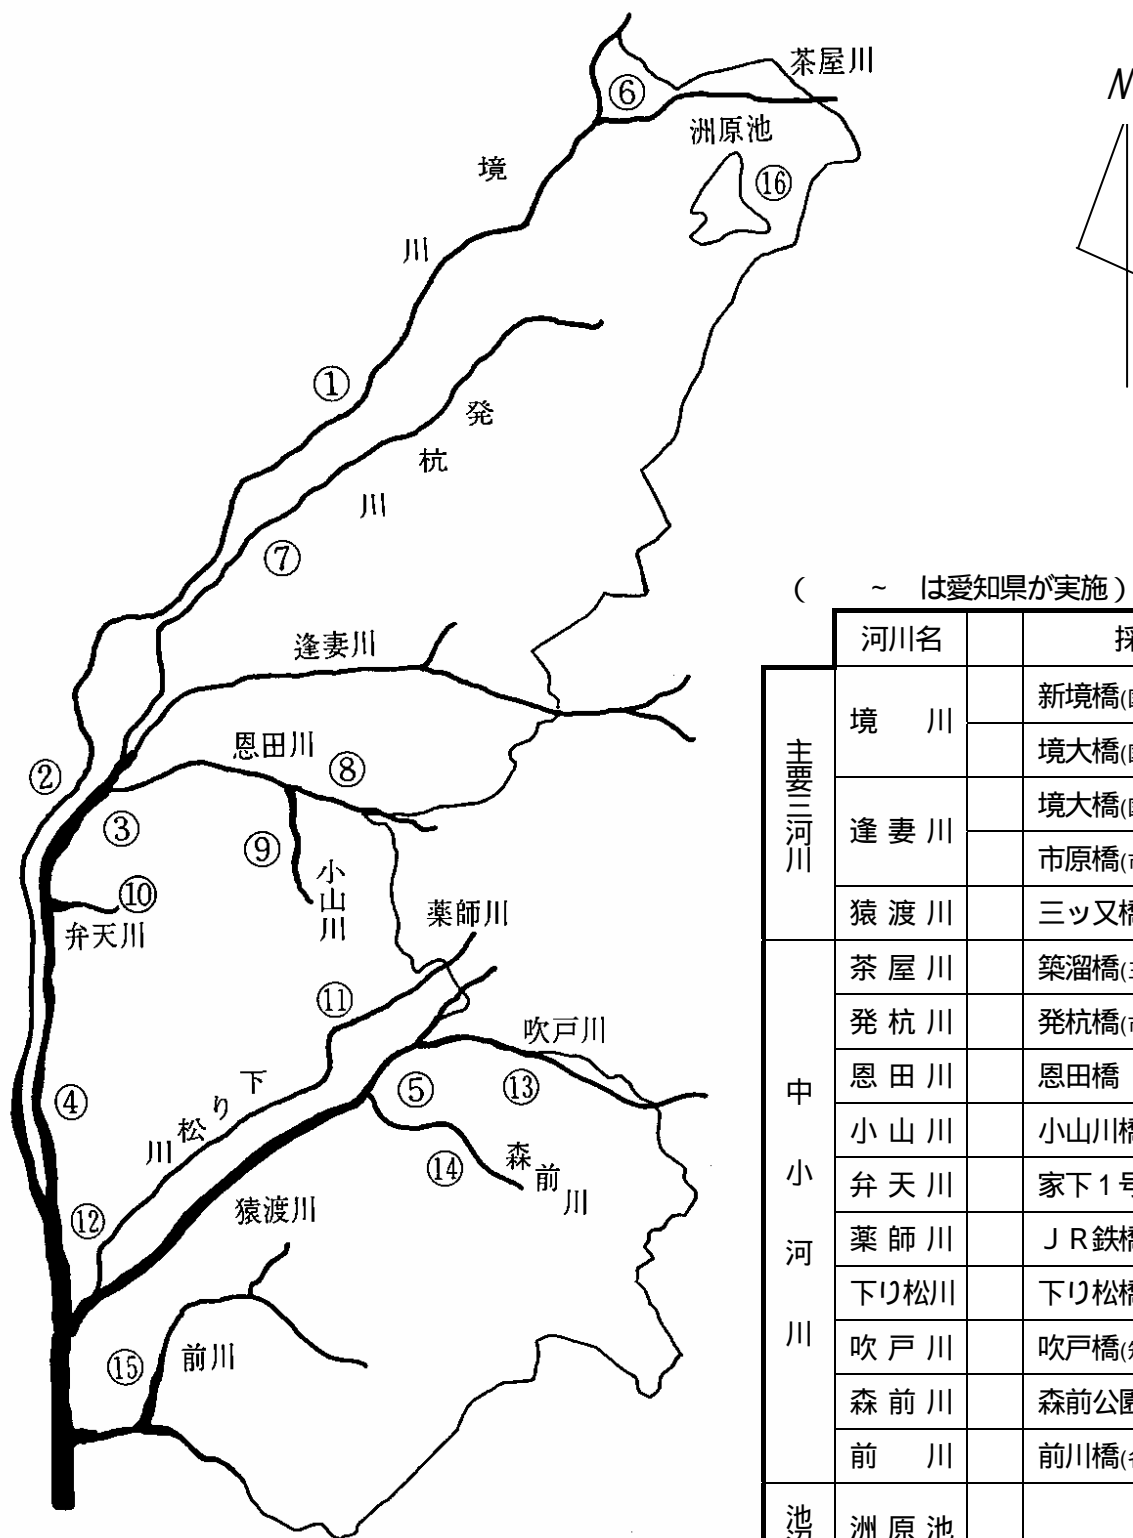 茶屋川
N
⑥
洲原池
境川
⑯
①
発杭川
⑦
逢妻川
恩田川
②
⑧
③
⑨
小山川
⑩
弁天川
薬師川
⑪
吹戸川
下り松川
④
⑤
⑬
⑭
森前川
猿渡川
⑫
⑮
前川
( ~ は愛知県が実施)
河川名 採
主要三河川
境 川 新境橋(
境大橋(
逢妻川 境大橋(
市原橋(
猿渡川 三ッ又橋
中小河川
茶屋川 築溜橋(
発杭川 発杭橋(
恩田川 恩田橋
小山川 小山川橋
弁天川 家下1号
薬師川 JR鉄橋
下り松川 下り松橋
吹戸川 吹戸橋(
森前川 森前公園
前 川 前川橋(
池
洲原池